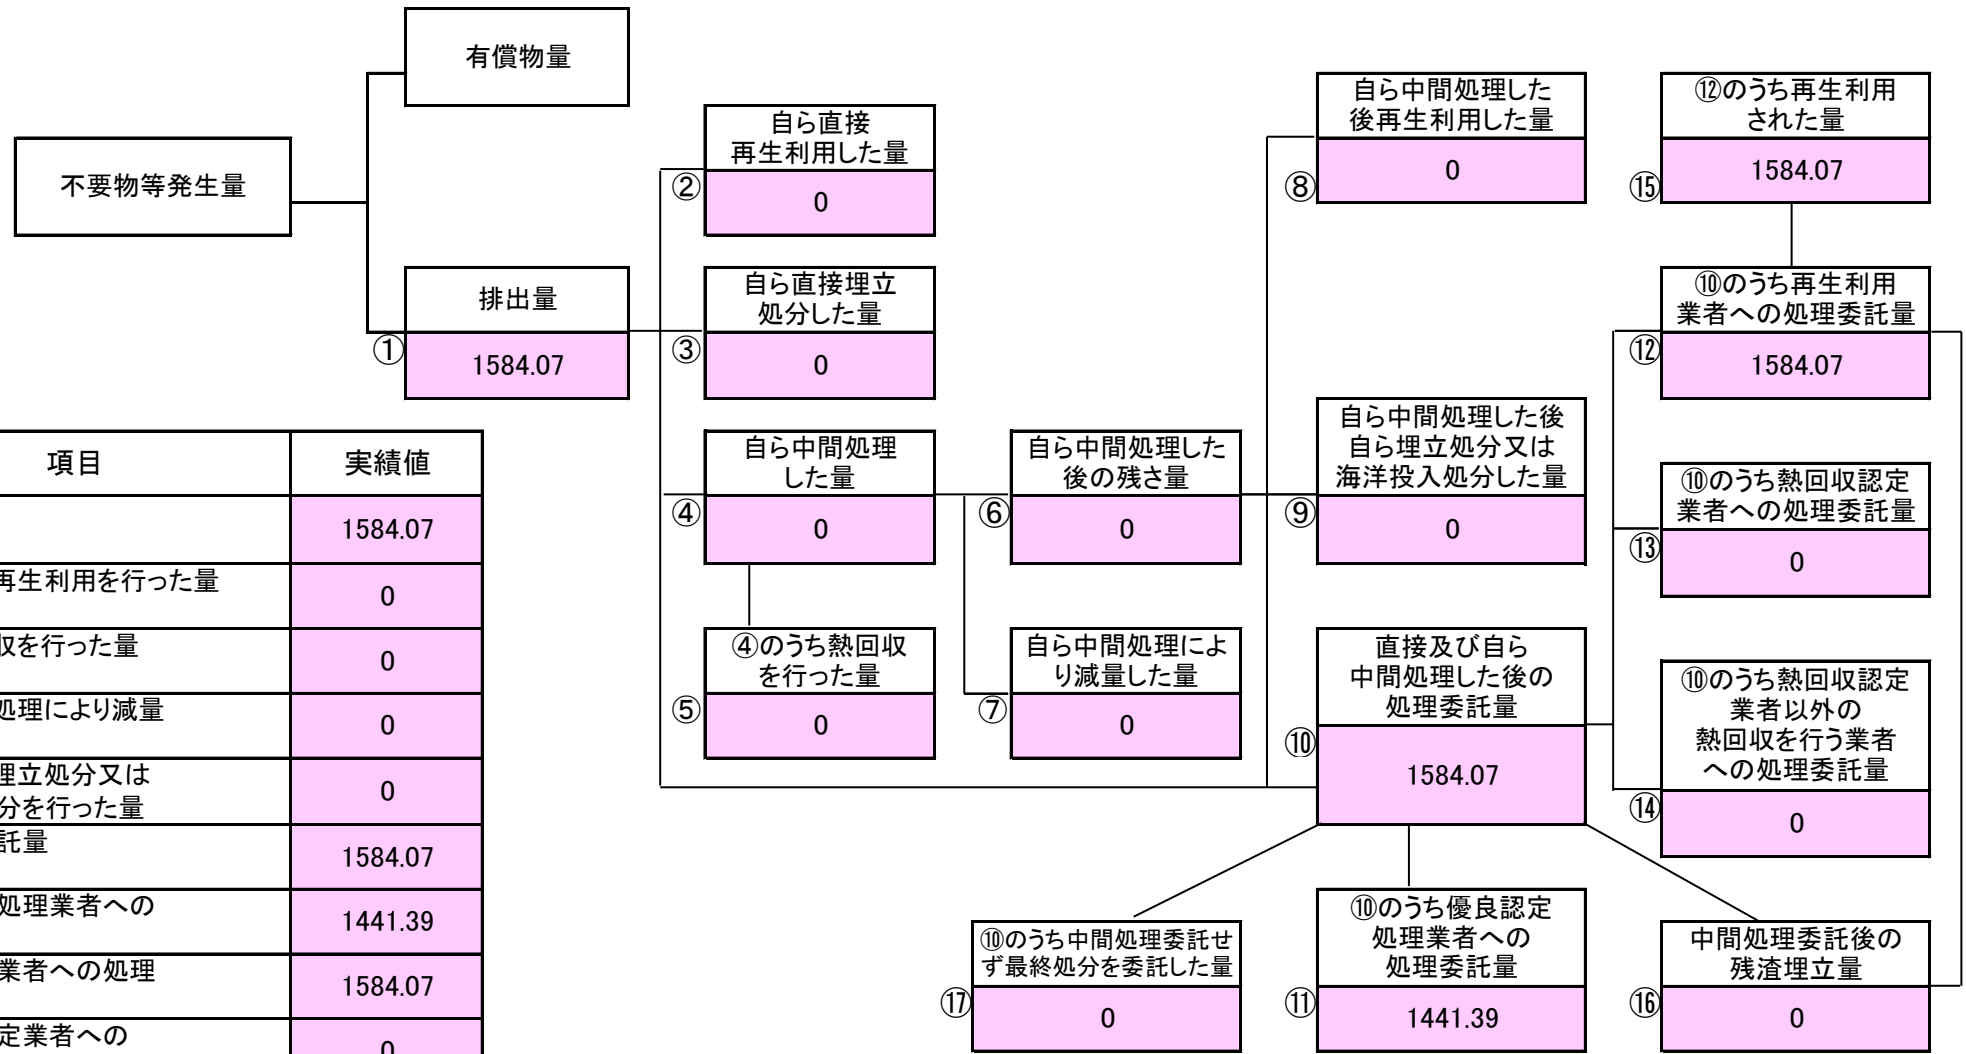 有償物量
不要物等発生量
排出量
①
1584.07
自ら直接
再生利用した量
②
0
自ら直接埋立
処分した量
③
0
自ら中間処理
した量
④
0
④のうち熱回収
を行った量
⑤
0
自ら中間処理した
後の残さ量
⑥
0
自ら中間処理によ
り減量した量
⑦
0
自ら中間処理した
後再生利用した量
⑧
0
自ら中間処理した後
自ら埋立処分又は
海洋投入処分した量
⑨
0
直接及び自ら
中間処理した後の
処理委託量
⑩
1584.07
⑫のうち再生利用
された量
⑮
1584.07
⑩のうち再生利用
業者への処理委託量
⑫
1584.07
⑩のうち熱回収認定
業者への処理委託量
⑬
0
⑩のうち熱回収認定
業者以外の
熱回収を行う業者
への処理委託量
⑭
0
⑩のうち中間処理委託せ
ず最終処分を委託した量
⑰
0
⑩のうち優良認定
処理業者への
処理委託量
⑪
1441.39
中間処理委託後の
残渣埋立量
⑯
0
項目 実績値
1584.07
再生利用を行った量 0
収を行った量 0
処理により減量 0
埋立処分又は
分を行った量 0
託量 1584.07
処理業者への 1441.39
業者への処理 1584.07
定業者への 0